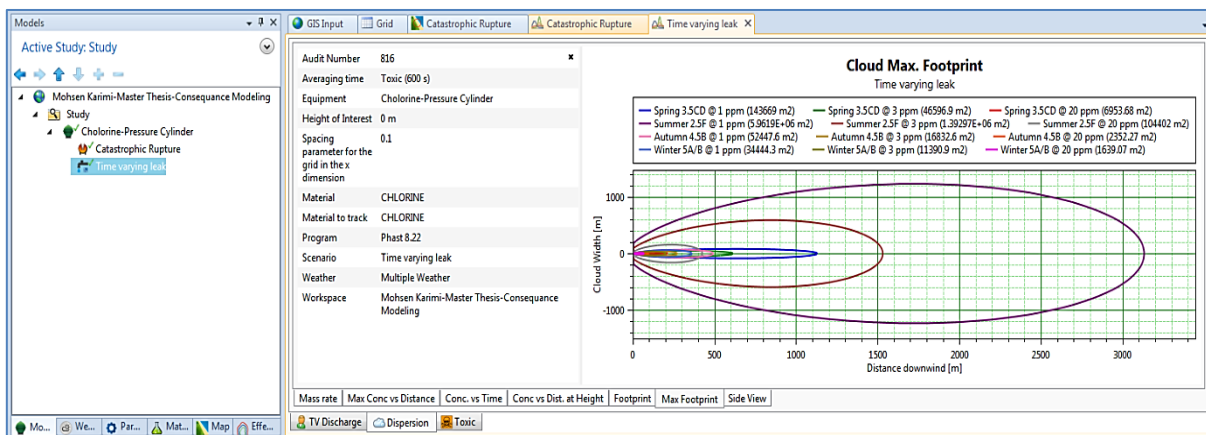 Models
Active Study: Study
Mohsen Karimi-Master Thesis-Consequance Modeling
Study
Cholorine-Pressure Cylinder
Catastrophic Rupture
Time varying leak
Mo...
We...
Par...
Mat...
Map
Effe...
GIS Input
Grid
Catastrophic Rupture
Catastrophic Rupture
Time varying leak
Audit Number 816
Averaging time Toxic (600 s)
Equipment Cholorine-Pressure Cylinder
Height of Interest 0 m
Spacing parameter for the grid in the x dimension 0.1
Material CHLORINE
Material to track CHLORINE
Program Phast 8.22
Scenario Time varying leak
Weather Multiple Weather
Workspace Mohsen Karimi-Master Thesis-Consequance Modeling
Cloud Max. Footprint
Time varying leak
Spring 3.5CD @ 1 ppm (143669 m2) Spring 3.5CD @ 3 ppm (46596.9 m2) Spring 3.5CD @ 20 ppm (6953.68 m2)
Summer 2.5F @ 1 ppm (5.9619E+06 m2) Summer 2.5F @ 3 ppm (1.39297E+06 m2) Summer 2.5F @ 20 ppm (104402 m2)
Autumn 4.5B @ 1 ppm (52447.6 m2) Autumn 4.5B @ 3 ppm (16832.6 m2) Autumn 4.5B @ 20 ppm (2352.27 m2)
Winter 5A/B @ 1 ppm (34444.3 m2) Winter 5A/B @ 3 ppm (11390.9 m2) Winter 5A/B @ 20 ppm (1639.07 m2)
Cloud Width [m]
1000
0
-1000
0 500 1000 1500 2000 2500 3000
Distance downwind [m]
Mass rate
Max Conc vs Distance
Conc. vs Time
Conc vs Dist. at Height
Footprint
Max Footprint
Side View
TV Discharge
Dispersion
Toxic